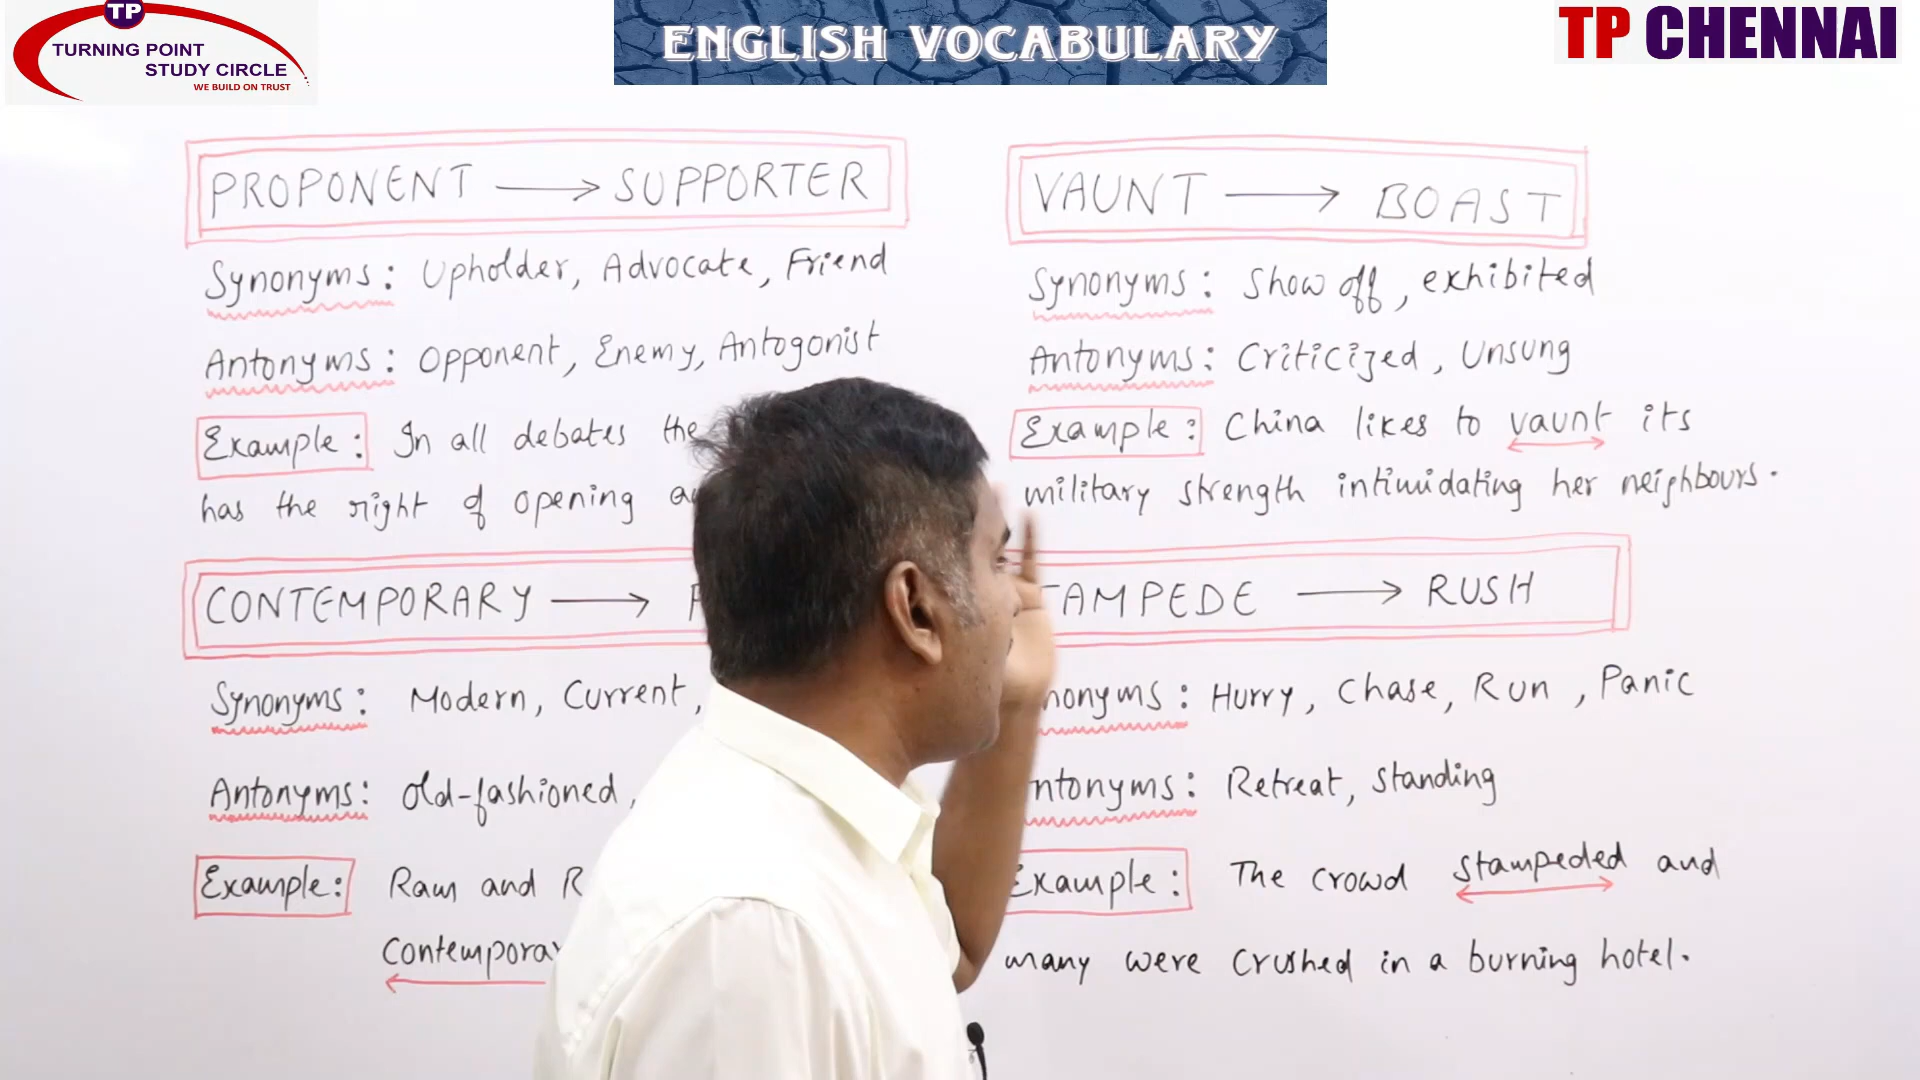 TP
TURNING POINT
STUDY CIRCLE
WE BUILD ON TRUST
ENGLISH VOCABULARY
TP CHENNAI
PROPONENT → SUPPORTER
Synonyms: Upholder, Advocate, Friend
Antonyms: Opponent, Enemy, Antogonist
Example: In all debates the
has the right of opening
CONTEMPORARY →
Synonyms: Modern, Current,
Antonyms: Old-fashioned,
Example: Ram and
VAUNT → BOAST
Synonyms: Show off, exhibited
Antonyms: Criticized, Unsung
Example: China likes to vaunt its
military strength intimidating her neighbours.
→ RUSH
: Hurry, Chase, Run, Panic
: Retreat, Standing
Example: The crowd stampeded and
many were crushed in a burning hotel.